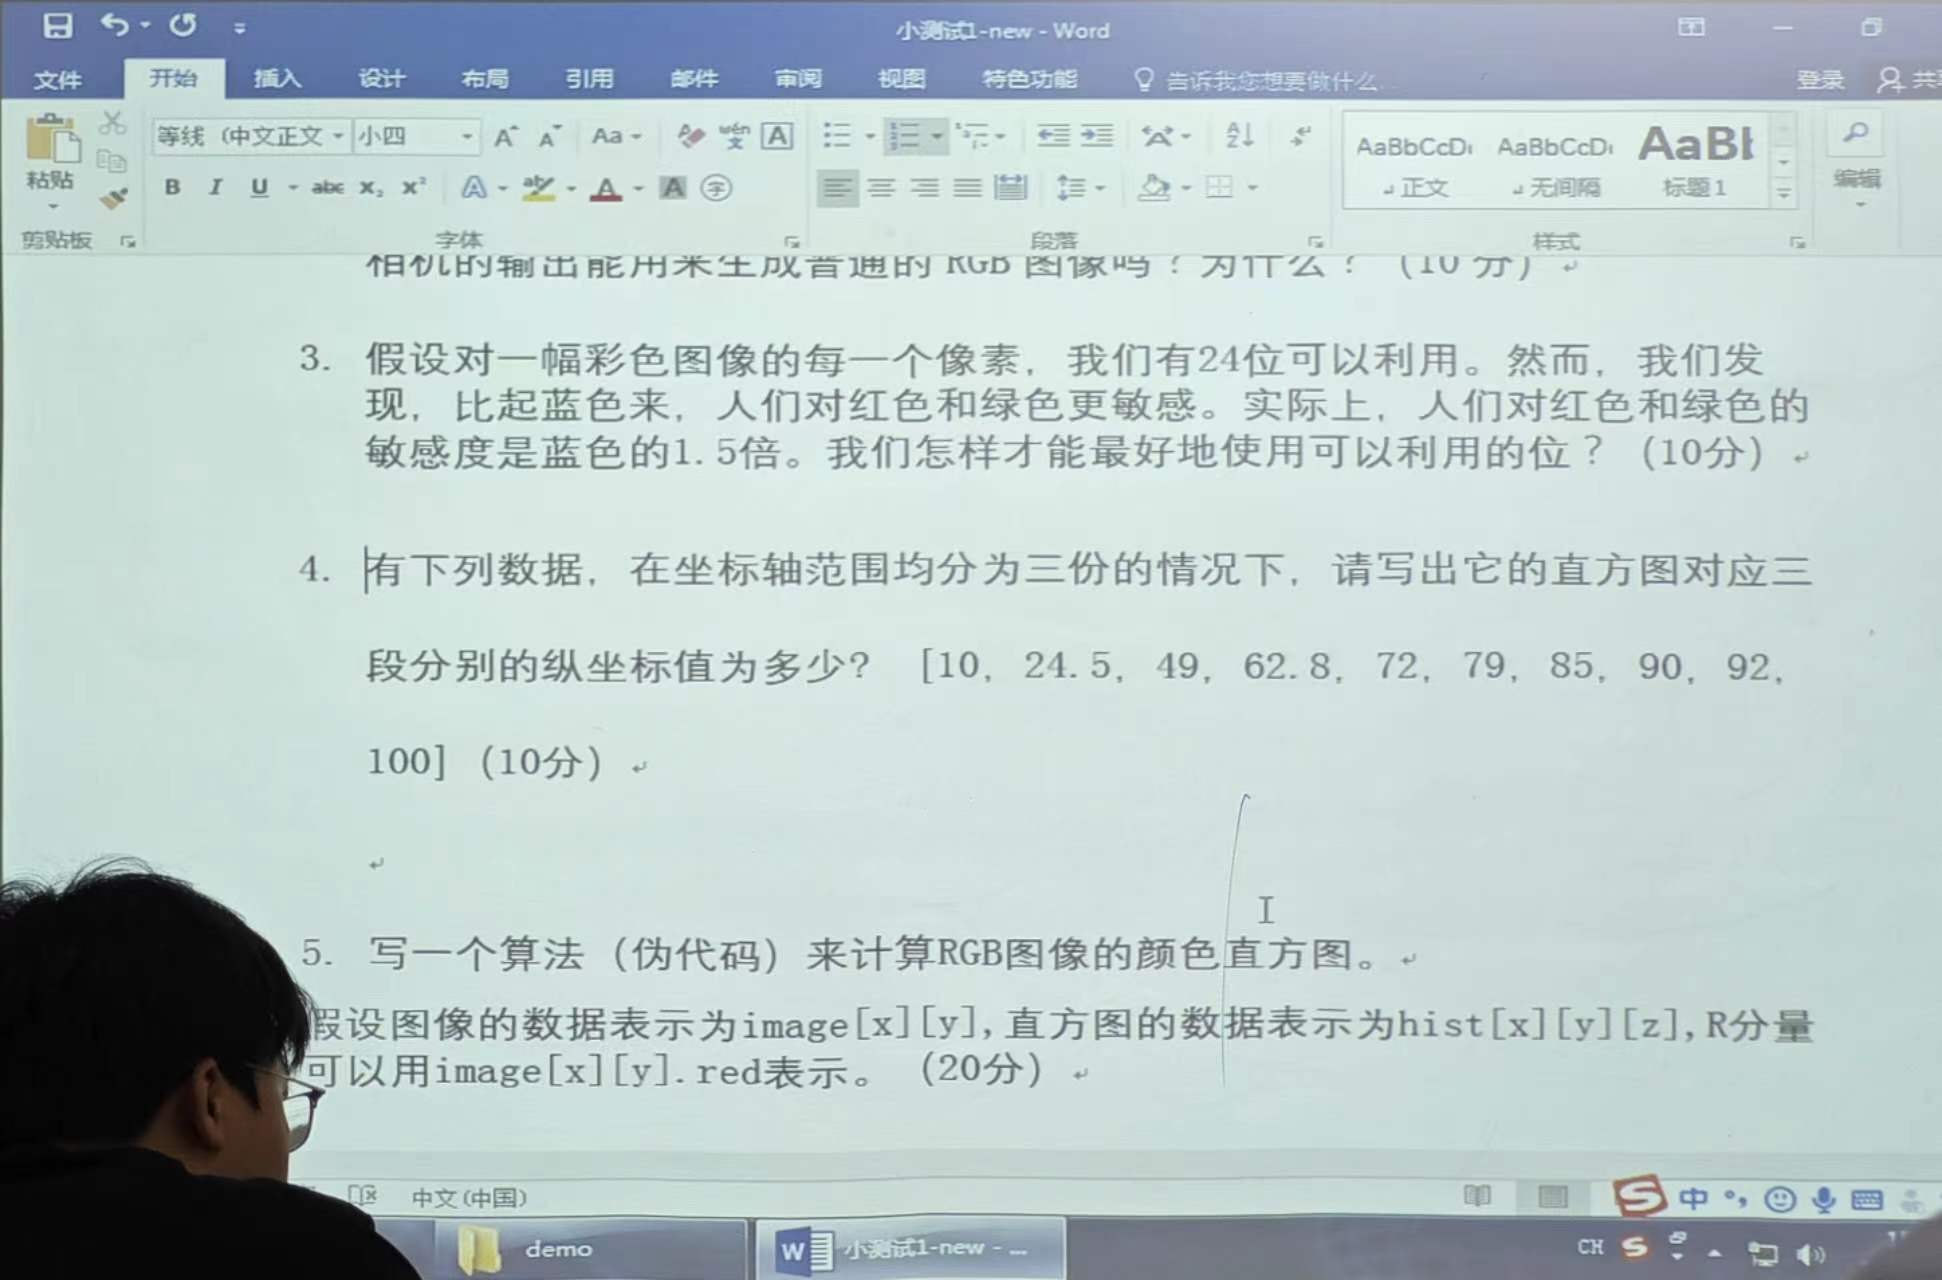 小测试1-new - Word
文件 开始 插入 设计 布局 引用 邮件 审阅 视图 特色功能 告诉我您想要做什么... 登录 共享
等线 (中文正文 小四 Aa wén 文 A
粘贴 B I U abc x₂ x² A aby A A 字
AaBbCcDı AaBbCcDı AaBl
正文 无间隔 标题 1 编辑
剪贴板 字体 段落 样式
相机的输出能用来生成普通的 RGB 图像吗？为什么？（10 分）
3. 假设对一幅彩色图像的每一个像素，我们有24位可以利用。然而，我们发
现，比起蓝色来，人们对红色和绿色更敏感。实际上，人们对红色和绿色的
敏感度是蓝色的1.5倍。我们怎样才能最好地使用可以利用的位？（10分）
4. 有下列数据，在坐标轴范围均分为三份的情况下，请写出它的直方图对应三
段分别的纵坐标值为多少？ [10, 24.5, 49, 62.8, 72, 79, 85, 90, 92,
100]（10分）
5. 写一个算法（伪代码）来计算RGB图像的颜色直方图。
假设图像的数据表示为image[x][y],直方图的数据表示为hist[x][y][z],R分量
可以用image[x][y].red表示。（20分）
中文(中国) S 中
demo W 小测试1-new - ... CH S